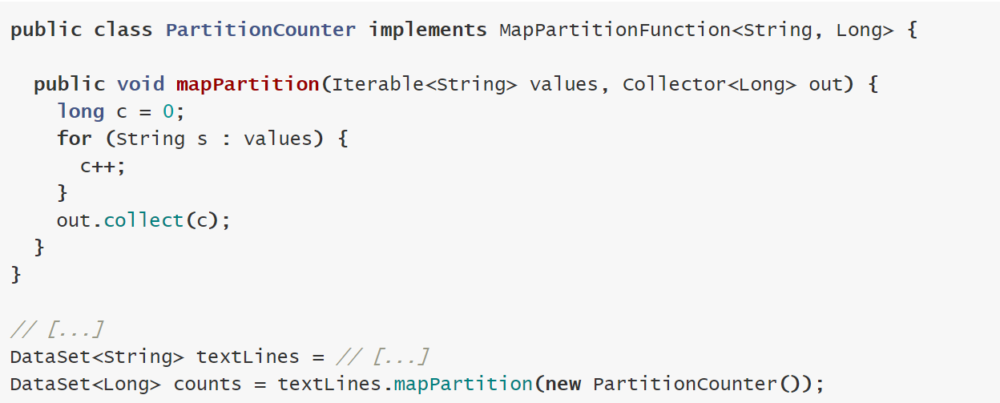 public class PartitionCounter implements MapPartitionFunction<String, Long> {
  public void mapPartition(Iterable<String> values, Collector<Long> out) {
    long c = 0;
    for (String s : values) {
      c++;
    }
    out.collect(c);
  }
}
// [...]
DataSet<String> textLines = // [...]
DataSet<Long> counts = textLines.mapPartition(new PartitionCounter());